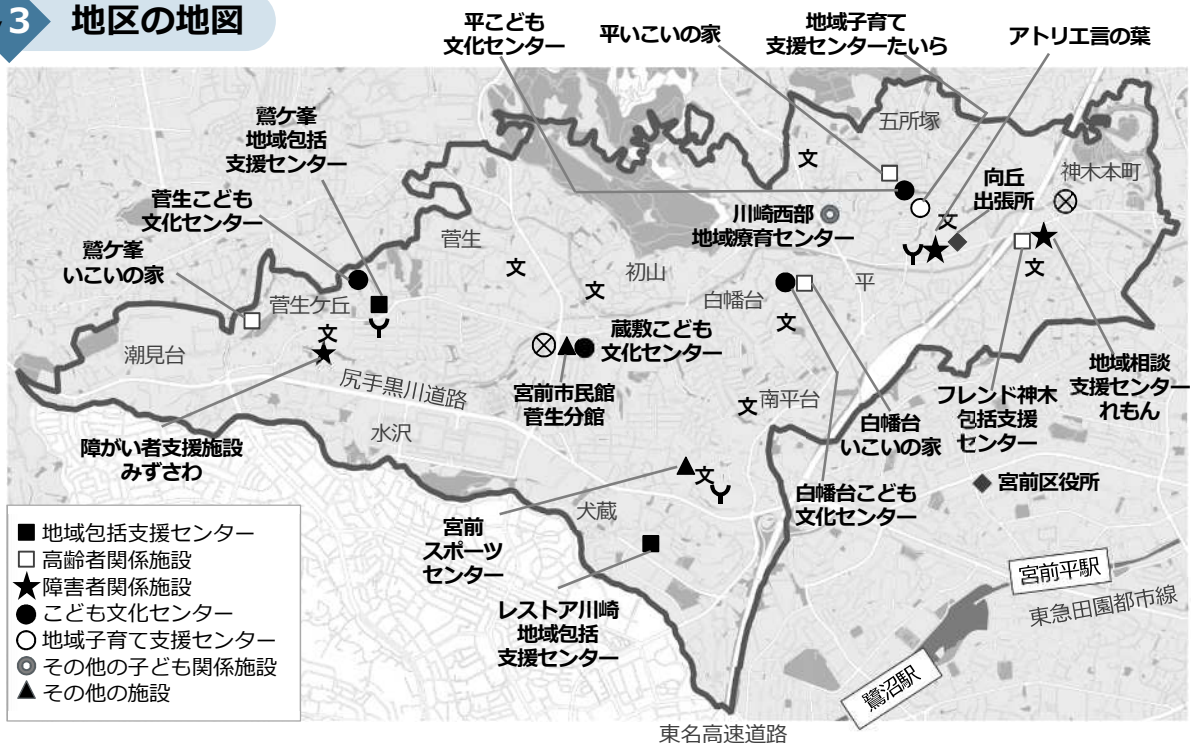 3 地区の地図
平こども
文化センター
平いこいの家
地域子育て
支援センターたいら
アトリエ言の葉
鷲ケ峯
地域包括
支援センター
菅生こども
文化センター
鷲ケ峯
いこいの家
五所塚
文
神木本町
向丘
出張所
川崎西部
地域療育センター
文
菅生
文
初山
文
白幡台
平
文
菅生ケ丘
文
潮見台
文
蔵敷こども
文化センター
宮前市民館
菅生分館
尻手黒川道路
水沢
障がい者支援施設
みずさわ
文
南平台
白幡台
いこいの家
フレンド神木
包括支援
センター
地域相談
支援センター
れもん
白幡台こども
文化センター
宮前区役所
文
犬蔵
宮前
スポーツ
センター
レストア川崎
地域包括
支援センター
宮前平駅
東急田園都市線
鷺沼駅
東名高速道路
地域包括支援センター
高齢者関係施設
障害者関係施設
こども文化センター
地域子育て支援センター
その他の子ども関係施設
その他の施設